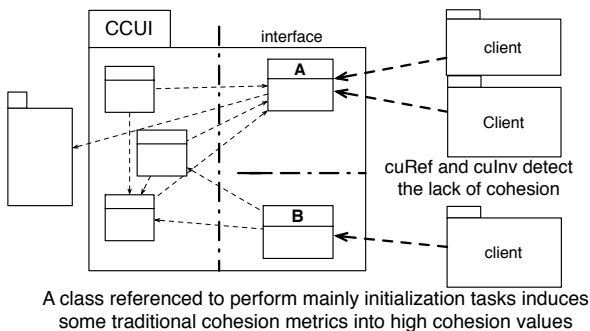 CCUI
interface
A
client
Client
cuRef and cuInv detect
the lack of cohesion
B
client
A class referenced to perform mainly initialization tasks induces
some traditional cohesion metrics into high cohesion values